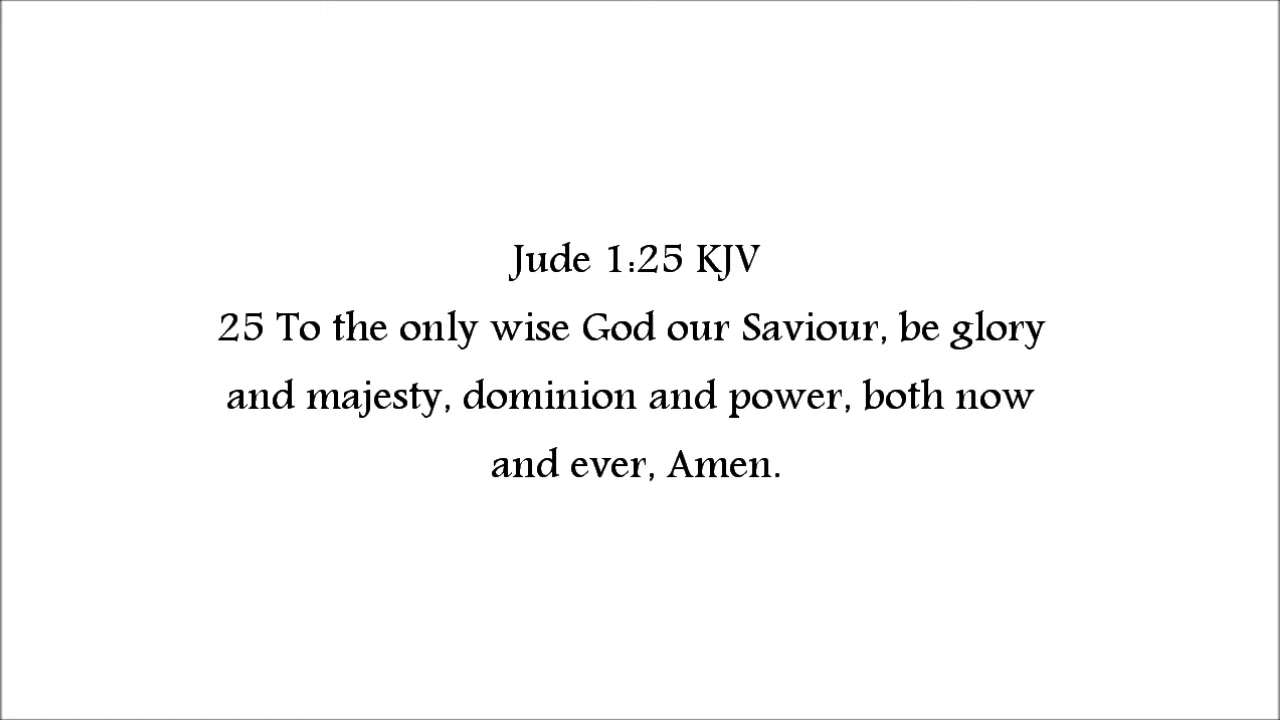 Jude 1:25 KJV
25 To the only wise God our Saviour, be glory
and majesty, dominion and power, both now
and ever, Amen.